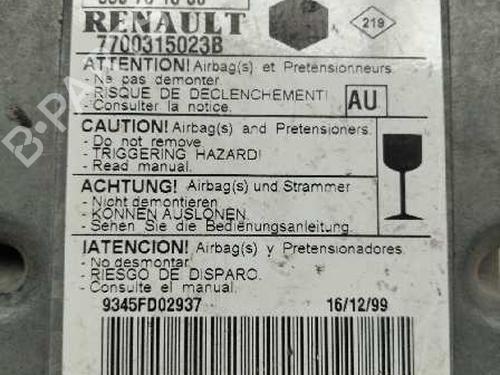 RENAULT
219
7700315023B
ATTENTION! Airbag(s) et Pretensionneurs.
- Ne pas demonter.
- RISQUE DE DECLENCHEMENT!
- Consulter la notice.
AU
CAUTION! Airbag(s) and Pretensioners.
- Do not remove
- TRIGGERING HAZARD!
- Read manual.
ACHTUNG! Airbag(s) und Strammer
- Nicht demontieren
- KONNEN AUSLONEN.
- Sehen Sie die Bedienungsanleitung.
IATENCION! Airbag(s) y Pretensionadores.
- No desmontar.
- RIESGO DE DISPARO.
- Consulte el manual.
9345FD02937 16/12/99